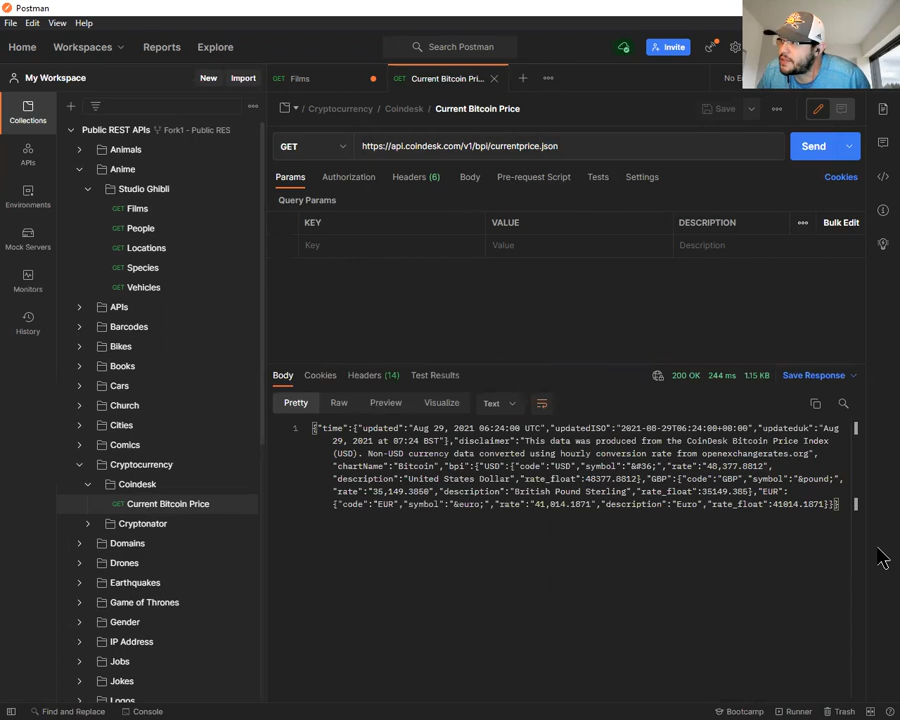 Postman
File Edit View Help
Home Workspaces Reports Explore Search Postman Invite
My Workspace New Import Films GET Current Bitcoin Pri... No En
Cryptocurrency / Coindesk / Current Bitcoin Price Save
Collections
APIs
Environments
Mock Servers
Monitors
History
Public REST APIs Fork1 - Public RES
Animals
Anime
Studio Ghibli
GET Films
GET People
GET Locations
GET Species
GET Vehicles
APIs
Barcodes
Bikes
Books
Cars
Church
Cities
Comics
Cryptocurrency
Coindesk
GET Current Bitcoin Price
Cryptonator
Domains
Drones
Earthquakes
Game of Thrones
Gender
IP Address
Jobs
Jokes
Logos
GET https://api.coindesk.com/v1/bpi/currentprice.json Send
Params Authorization Headers (6) Body Pre-request Script Tests Settings Cookies
Query Params
KEY VALUE DESCRIPTION Bulk Edit
Key Value Description
Body Cookies Headers (14) Test Results 200 OK 244 ms 1.15 KB Save Response
Pretty Raw Preview Visualize Text
1 {"time":{"updated":"Aug 29, 2021 06:24:00 UTC","updatedISO":"2021-08-29T06:24:00+00:00","updateduk":"Aug
29, 2021 at 07:24 BST"},"disclaimer":"This data was produced from the CoinDesk Bitcoin Price Index
(USD). Non-USD currency data converted using hourly conversion rate from openexchangerates.org",
"chartName":"Bitcoin","bpi":{"USD":{"code":"USD","symbol":"&#36;","rate":"48,377.8812",
"description":"United States Dollar","rate_float":48377.8812},"GBP":{"code":"GBP","symbol":"&pound;",
"rate":"35,149.3850","description":"British Pound Sterling","rate_float":35149.385},"EUR":
{"code":"EUR","symbol":"&euro;","rate":"41,014.1871","description":"Euro","rate_float":41014.1871}}}
Find and Replace Console Bootcamp Runner Trash